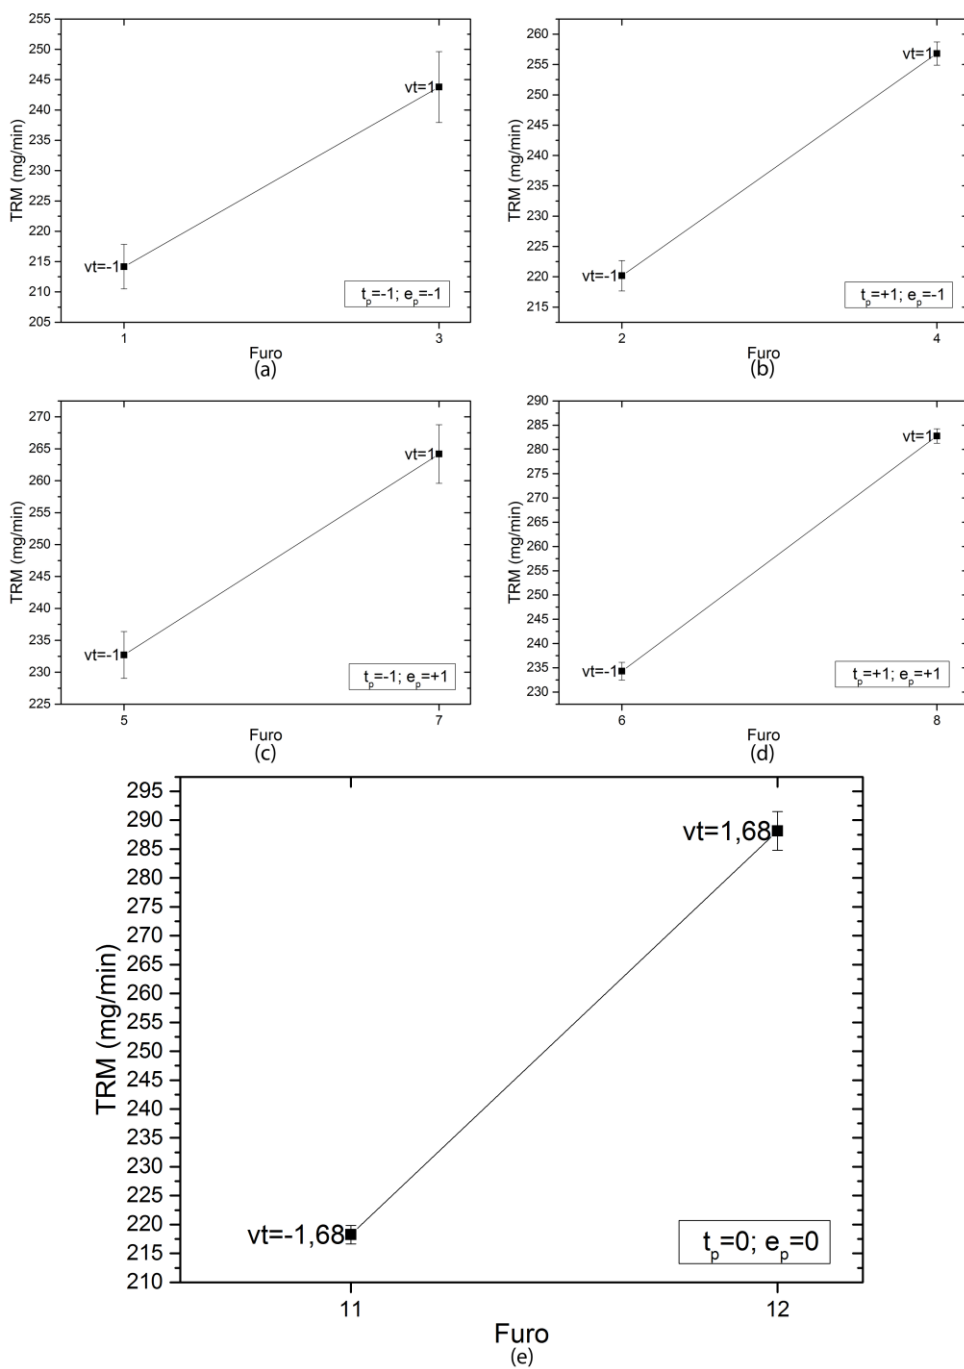 255
250
245
240
235
230
225
220
215
210
205
TRM (mg/min)
vt=1
vt=-1
t_p=-1; e_p=-1
1
3
Furo
(a)
260
255
250
245
240
235
230
225
220
215
TRM (mg/min)
vt=1
vt=-1
t_p=+1; e_p=-1
2
4
Furo
(b)
270
265
260
255
250
245
240
235
230
225
TRM (mg/min)
vt=1
vt=-1
t_p=-1; e_p=+1
5
7
Furo
(c)
290
285
280
275
270
265
260
255
250
245
240
235
230
TRM (mg/min)
vt=1
vt=-1
t_p=+1; e_p=+1
6
8
Furo
(d)
295
290
285
280
275
270
265
260
255
250
245
240
235
230
225
220
215
210
TRM (mg/min)
vt=1,68
vt=-1,68
t_p=0; e_p=0
11
12
Furo
(e)